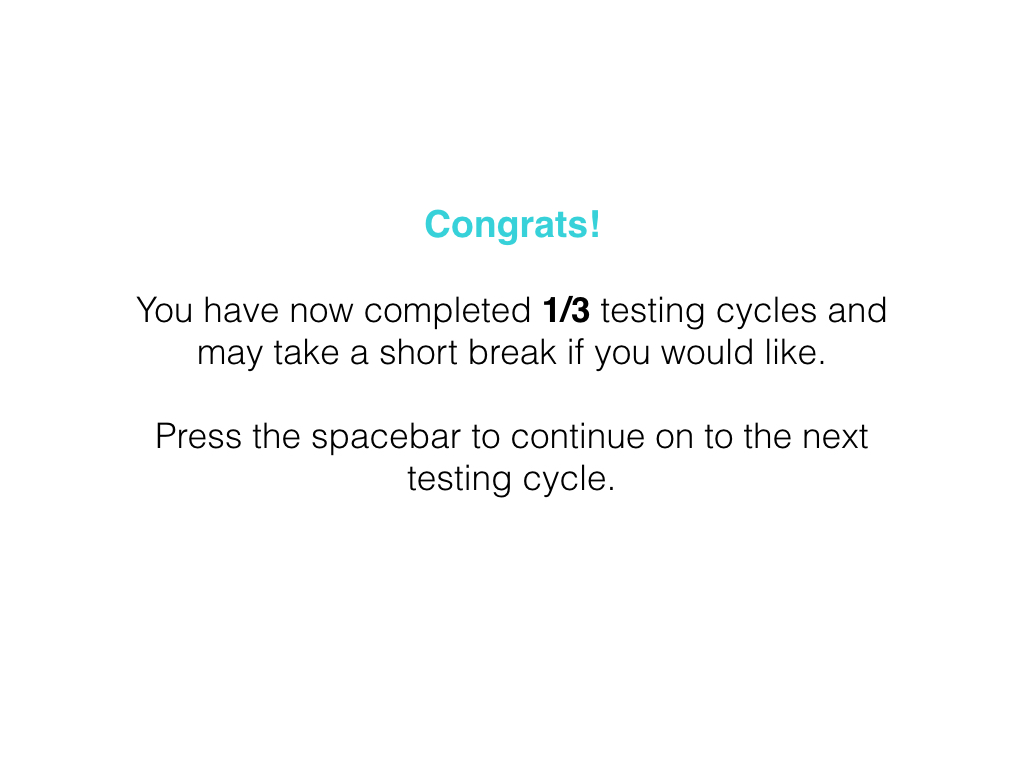 Congrats!
You have now completed 1/3 testing cycles and
may take a short break if you would like.
Press the spacebar to continue on to the next
testing cycle.